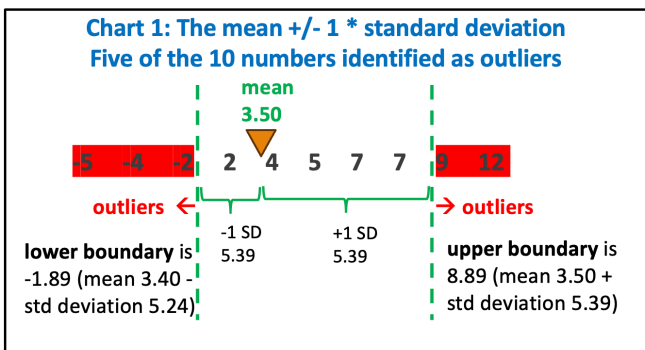 Chart 1: The mean +/- 1 * standard deviation
Five of the 10 numbers identified as outliers
mean
3.50
-5 -4 -2 2 4 5 7 7 9 12
outliers ← → outliers
-1 SD
5.39
+1 SD
5.39
lower boundary is
-1.89 (mean 3.40 -
std deviation 5.24)
upper boundary is
8.89 (mean 3.50 +
std deviation 5.39)